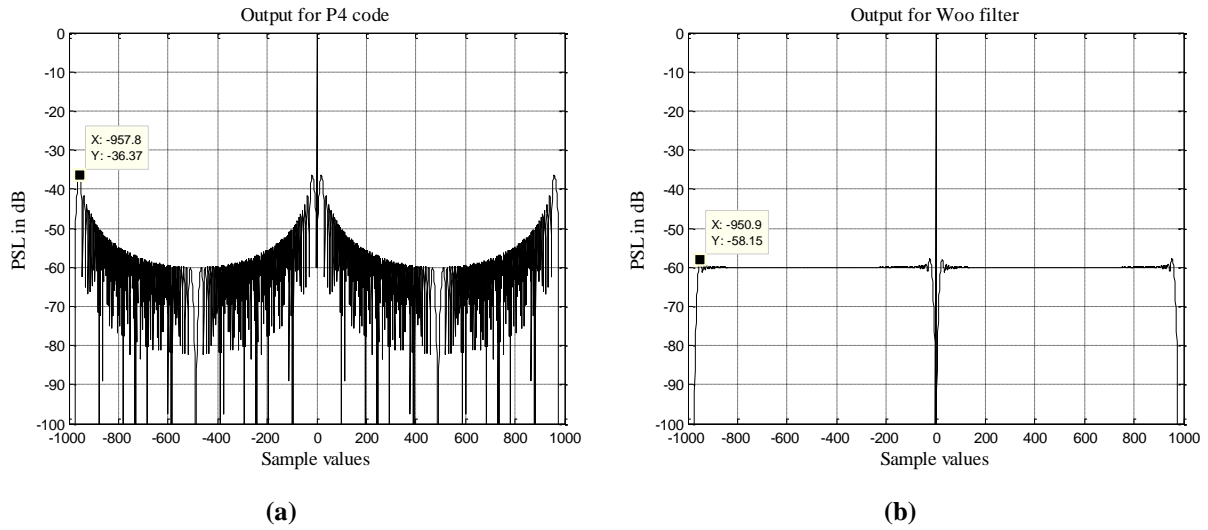 Output for P4 code
0
-10
-20
-30
-40
-50
-60
-70
-80
-90
-100
PSL in dB
X: -957.8
Y: -36.37
-1000 -800 -600 -400 -200 0 200 400 600 800 1000
Sample values
(a)
Output for Woo filter
0
-10
-20
-30
-40
-50
-60
-70
-80
-90
-100
PSL in dB
X: -950.9
Y: -58.15
-1000 -800 -600 -400 -200 0 200 400 600 800 1000
Sample values
(b)